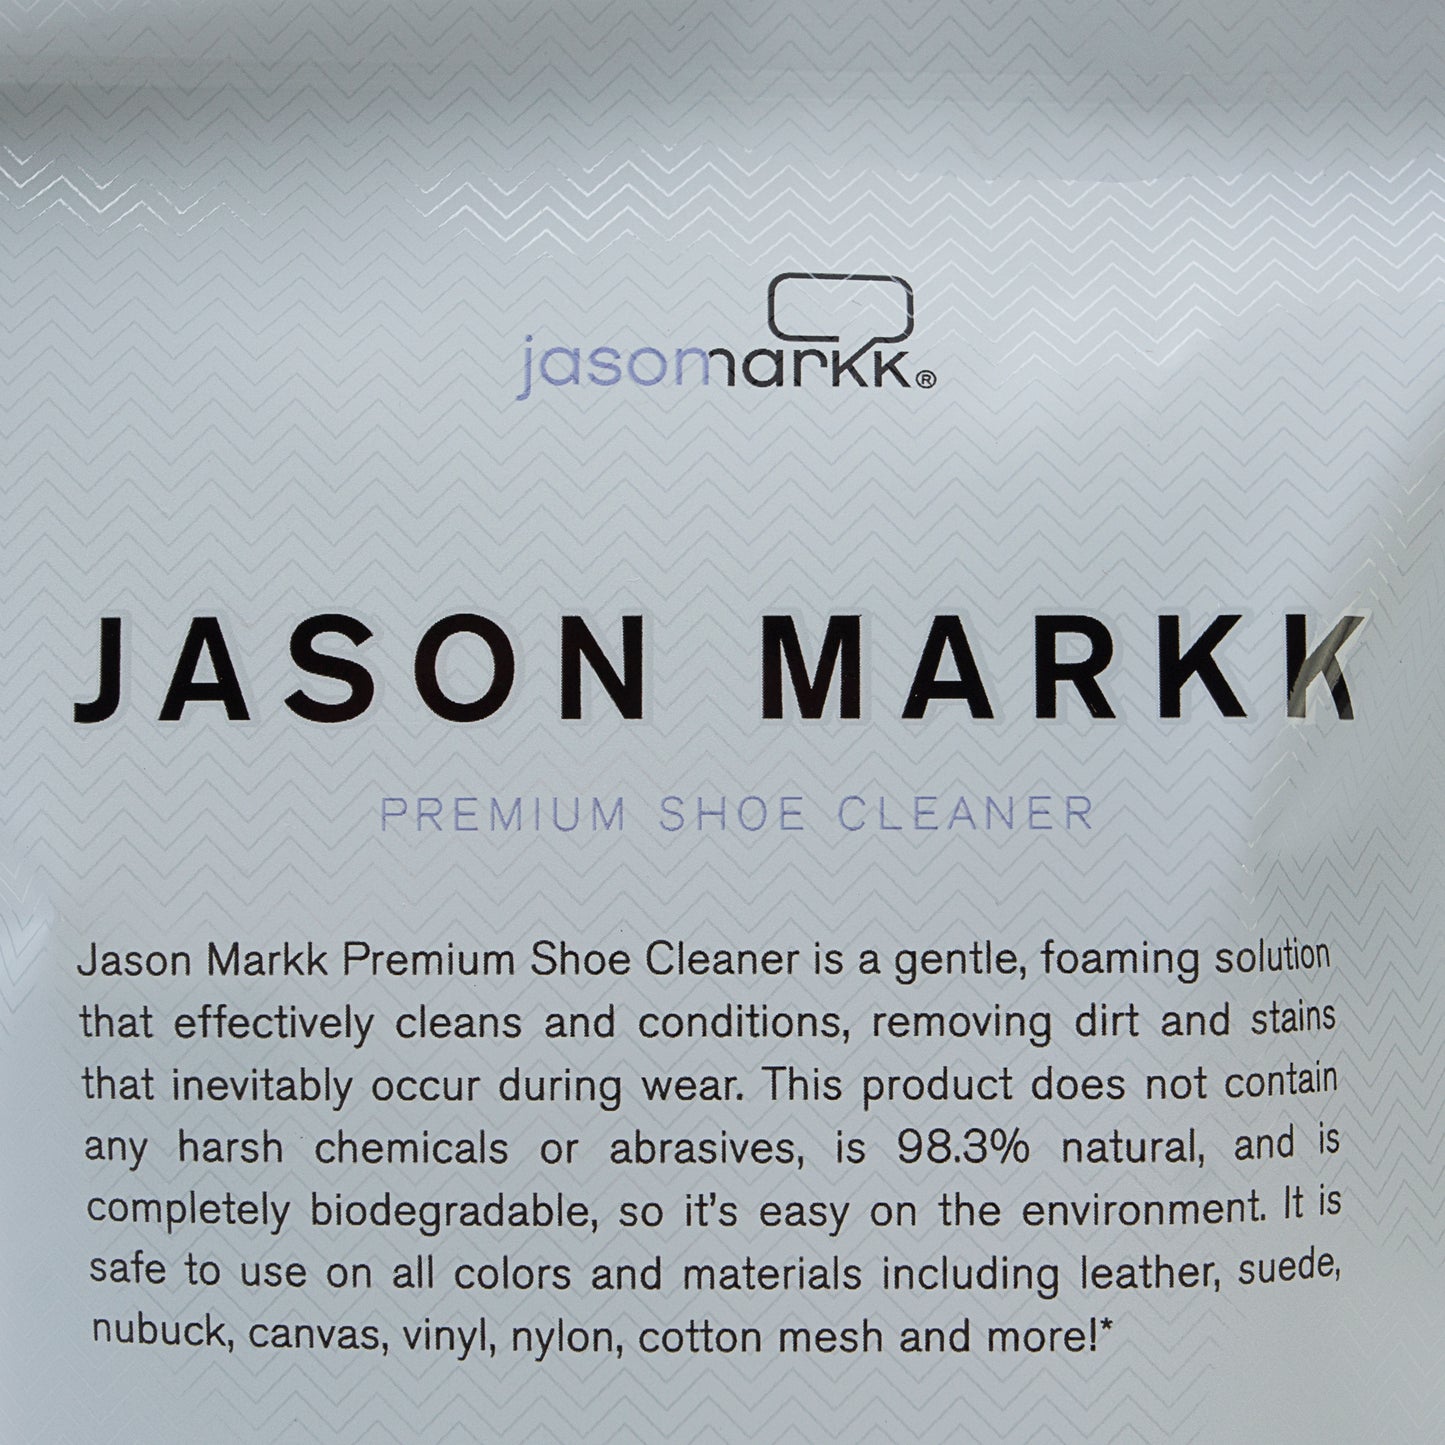 jasonmarkk®
JASON MARKK
PREMIUM SHOE CLEANER
Jason Markk Premium Shoe Cleaner is a gentle, foaming solution
that effectively cleans and conditions, removing dirt and stains
that inevitably occur during wear. This product does not contain
any harsh chemicals or abrasives, is 98.3% natural, and is
completely biodegradable, so it's easy on the environment. It is
safe to use on all colors and materials including leather, suede,
nubuck, canvas, vinyl, nylon, cotton mesh and more!*